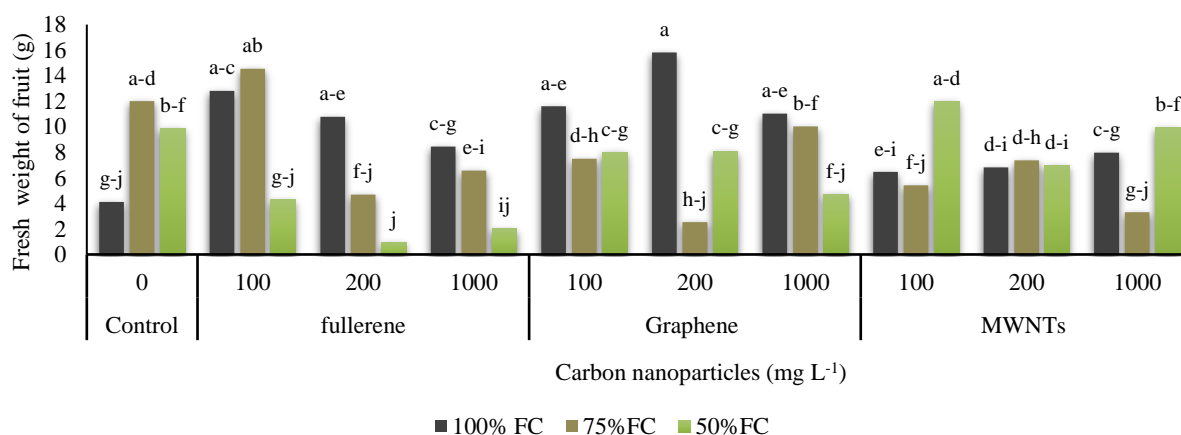 Fresh weight of fruit (g)
18
16
14
12
10
8
6
4
2
0
g-j
a-d
b-f
a-c
ab
g-j
a-e
f-j
j
c-g
e-i
ij
a-e
d-h
c-g
a
h-j
c-g
a-e
b-f
f-j
e-i
f-j
a-d
d-i
d-h
d-i
c-g
g-j
b-f
0 100 200 1000 100 200 1000 100 200 1000
Control fullerene Graphene MWNTs
Carbon nanoparticles (mg L⁻¹)
100% FC 75%FC 50%FC